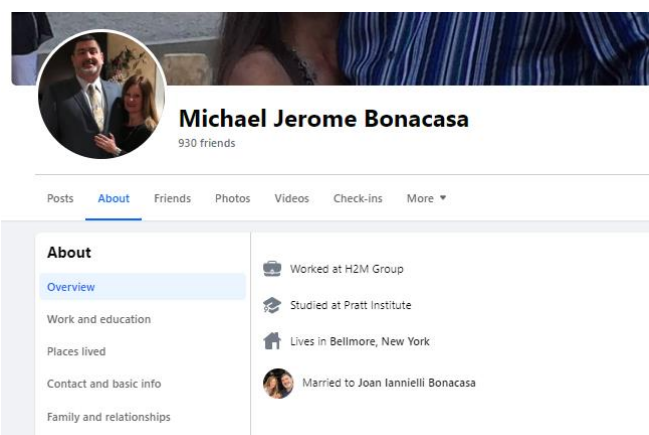 Michael Jerome Bonacasa
930 friends
Posts About Friends Photos Videos Check-ins More
About
Overview
Work and education
Places lived
Contact and basic info
Family and relationships
Worked at H2M Group
Studied at Pratt Institute
Lives in Bellmore, New York
Married to Joan Iannielli Bonacasa